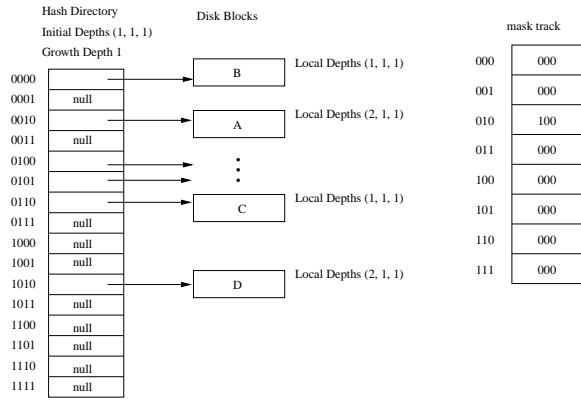 Hash Directory
Initial Depths (1, 1, 1)
Growth Depth 1
Disk Blocks
mask track
0000
0001 null
0010
0011 null
0100
0101
0110
0111 null
1000 null
1001 null
1010
1011 null
1100 null
1101 null
1110 null
1111 null
B Local Depths (1, 1, 1)
A Local Depths (2, 1, 1)
C Local Depths (1, 1, 1)
D Local Depths (2, 1, 1)
000 000
001 000
010 100
011 000
100 000
101 000
110 000
111 000